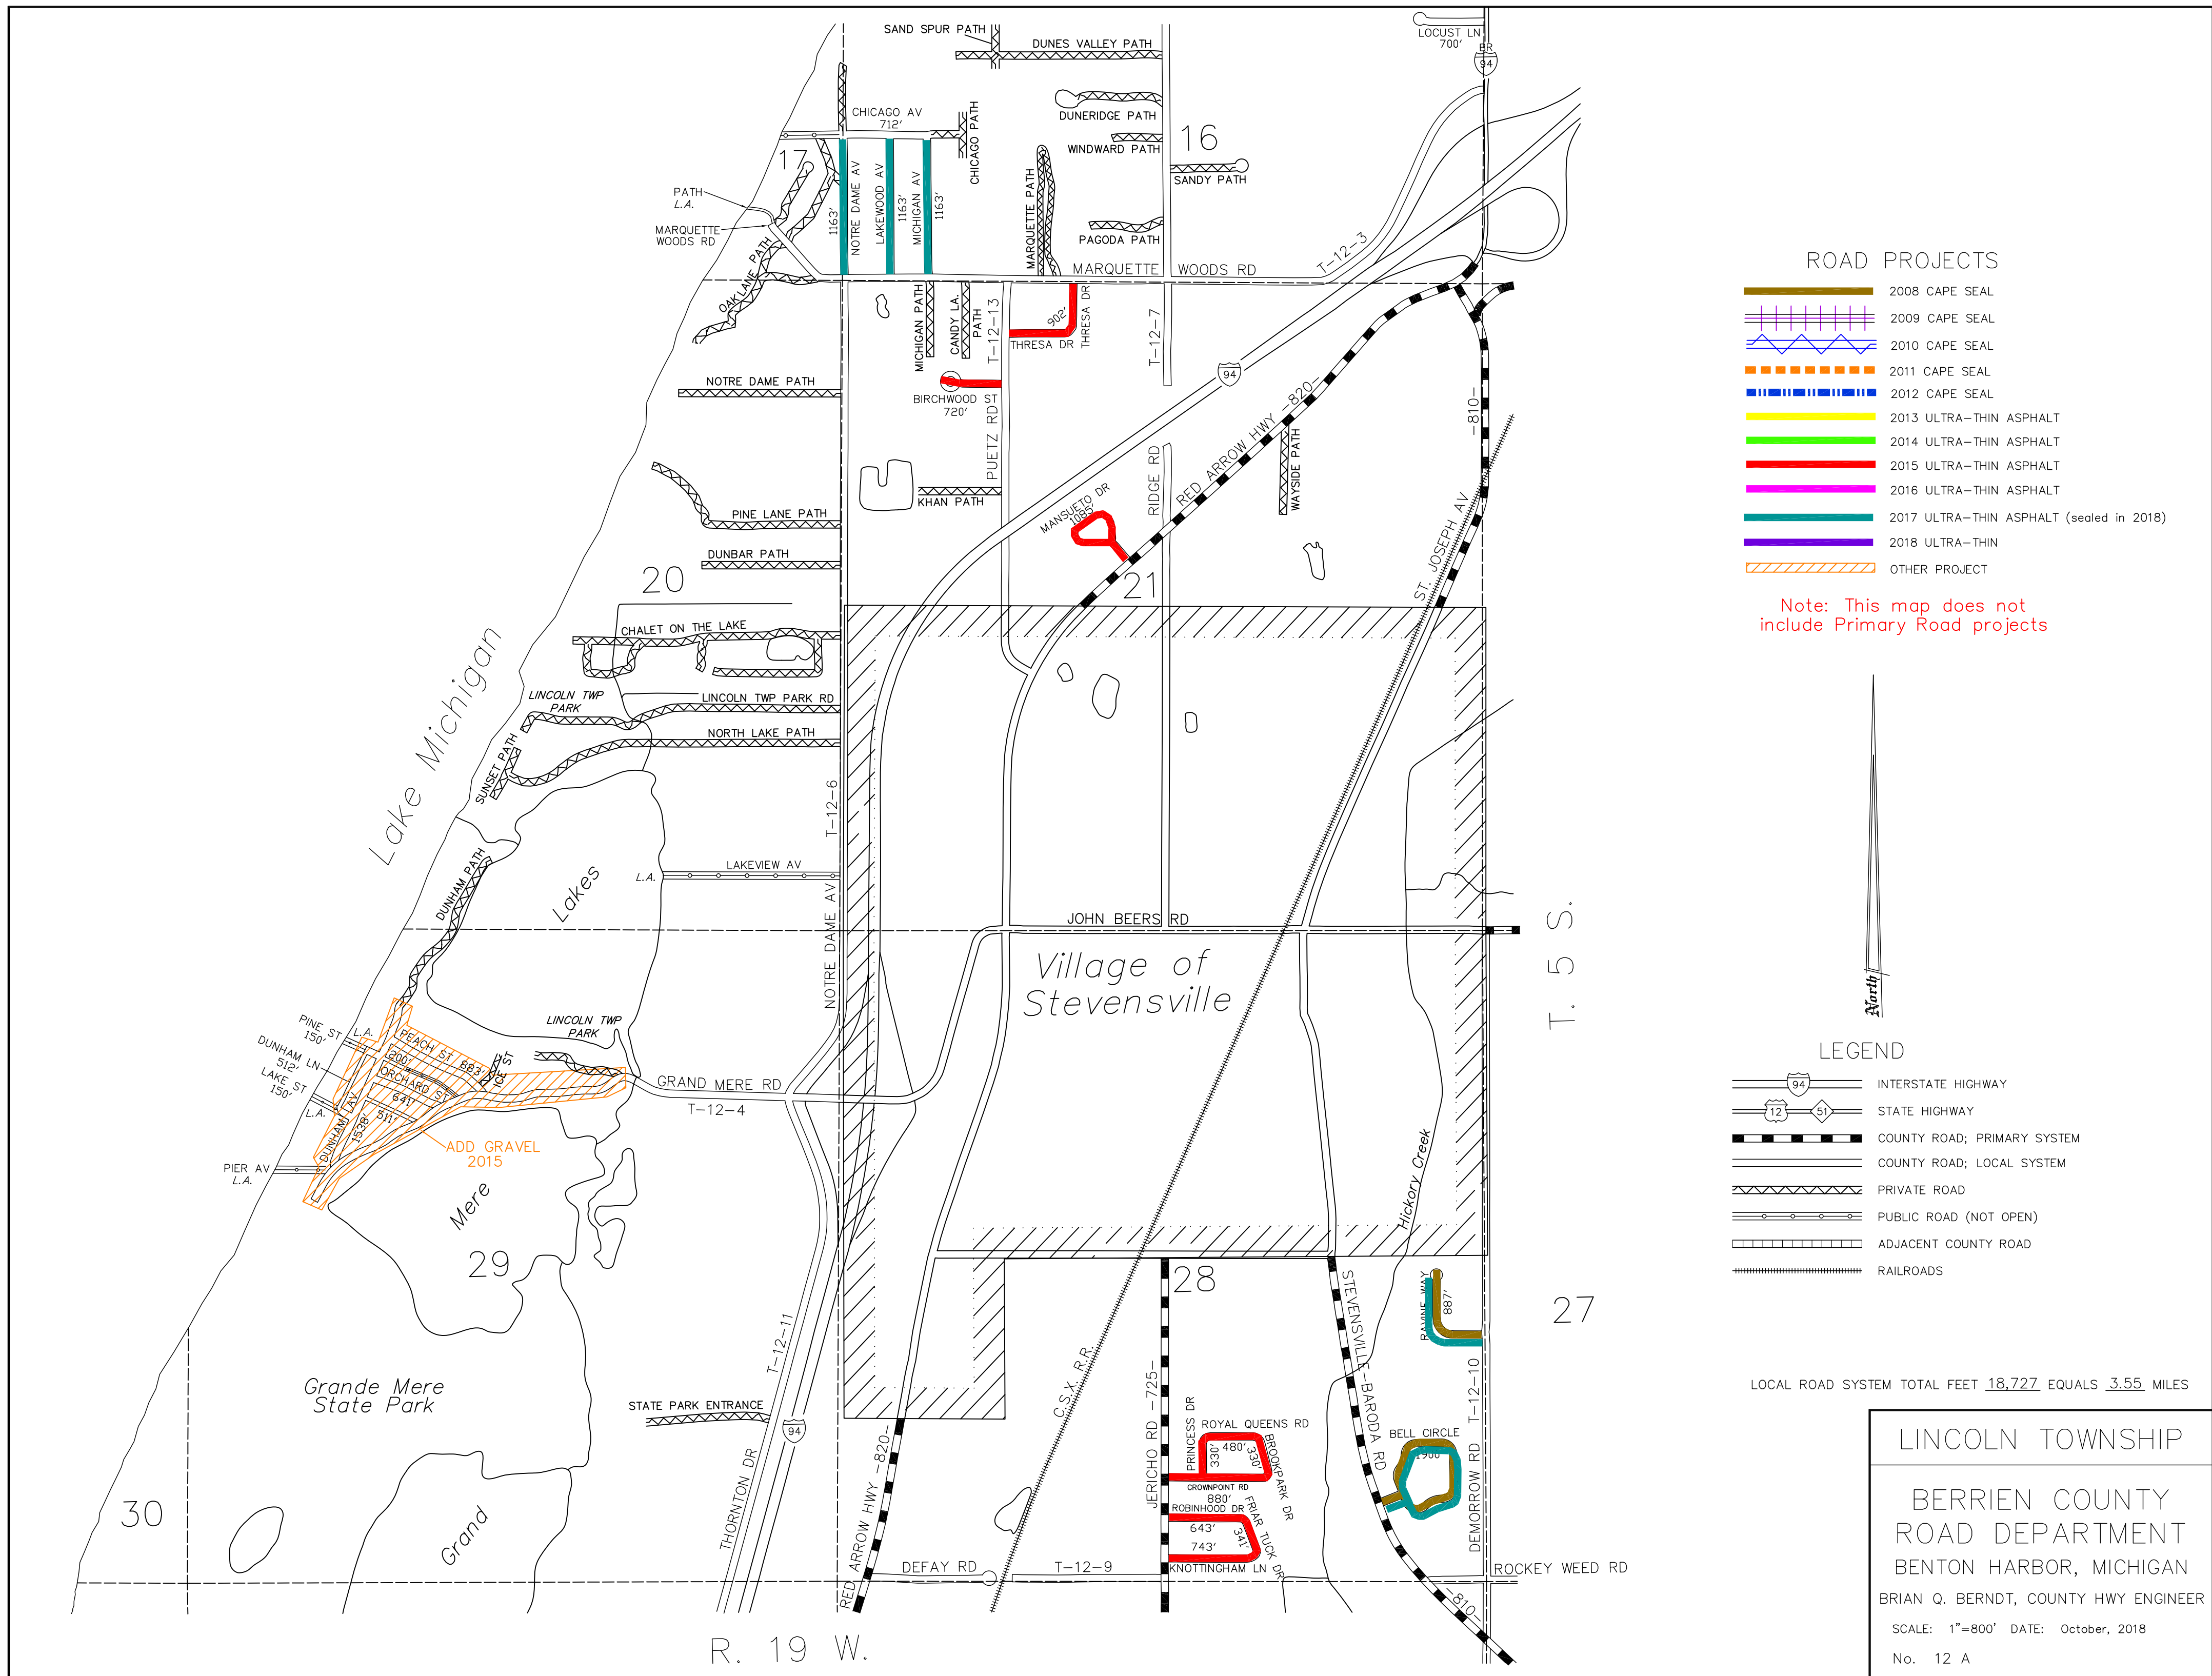 SAND SPUR PATH
DUNES VALLEY PATH
LOCUST LN
700'
BR
94
CHICAGO AV
712'
CHICAGO PATH
DUNERIDGE PATH
WINDWARD PATH
16
SANDY PATH
17
PATH
L.A.
MARQUETTE
WOODS RD
OAKLANE PATH
1163'
NOTRE DAME AV
LAKEWOOD AV
1163'
MICHIGAN AV
1163'
MARQUETTE PATH
PAGODA PATH
MARQUETTE WOODS RD
T-12-3
MICHIGAN PATH
CANDY LA.
PATH
T-12-13
902'
THRESA DR
THRESA DR
T-12-7
94
NOTRE DAME PATH
BIRCHWOOD ST
720'
PUETZ RD
RED ARROW HWY -820-
-810-
WAYSIDE PATH
RIDGE RD
KHAN PATH
MANSUETO DR
1085'
PINE LANE PATH
DUNBAR PATH
ST. JOSEPH AV
20
21
CHALET ON THE LAKE
Lake Michigan
LINCOLN TWP
PARK
LINCOLN TWP PARK RD
NORTH LAKE PATH
SUNSET PATH
T-12-6
DUNHAM PATH
Lakes
LAKEVIEW AV
L.A.
NOTRE DAME AV
JOHN BEERS RD
Village of
Stevensville
T. 5 S.
PINE ST
150'
L.A.
DUNHAM LN
512'
LAKE ST
150'
L.A.
PEACH ST 883'
200'
ORCHARD ST
641'
511'
ICE ST
LINCOLN TWP
PARK
DUNHAM AV
1538'
GRAND MERE RD
T-12-4
ADD GRAVEL
2015
PIER AV
L.A.
Mere
Hickory Creek
29
28
27
RAVINE WAY
887'
STEVENSVILLE-BARODA RD
T-12-11
Grande Mere
State Park
STATE PARK ENTRANCE
94
C.S.X. R.R.
JERICHO RD -725-
PRINCESS DR
ROYAL QUEENS RD
330'
480'
330'
BROOKPARK DR
CROWNPOINT RD
880'
ROBINHOOD DR
643'
341'
FRIAR TUCK DR
743'
KNOTTINGHAM LN
BELL CIRCLE
1900'
DEMORROW RD T-12-10
30
Grand
THORNTON DR
RED ARROW HWY -820-
DEFAY RD
T-12-9
ROCKEY WEED RD
-810-
R. 19 W.
ROAD PROJECTS
2008 CAPE SEAL
2009 CAPE SEAL
2010 CAPE SEAL
2011 CAPE SEAL
2012 CAPE SEAL
2013 ULTRA-THIN ASPHALT
2014 ULTRA-THIN ASPHALT
2015 ULTRA-THIN ASPHALT
2016 ULTRA-THIN ASPHALT
2017 ULTRA-THIN ASPHALT (sealed in 2018)
2018 ULTRA-THIN
OTHER PROJECT
Note: This map does not
include Primary Road projects
North
LEGEND
94 INTERSTATE HIGHWAY
12 51 STATE HIGHWAY
COUNTY ROAD; PRIMARY SYSTEM
COUNTY ROAD; LOCAL SYSTEM
PRIVATE ROAD
PUBLIC ROAD (NOT OPEN)
ADJACENT COUNTY ROAD
RAILROADS
LOCAL ROAD SYSTEM TOTAL FEET 18,727 EQUALS 3.55 MILES
LINCOLN TOWNSHIP
BERRIEN COUNTY
ROAD DEPARTMENT
BENTON HARBOR, MICHIGAN
BRIAN Q. BERNDT, COUNTY HWY ENGINEER
SCALE: 1"=800' DATE: October, 2018
No. 12 A